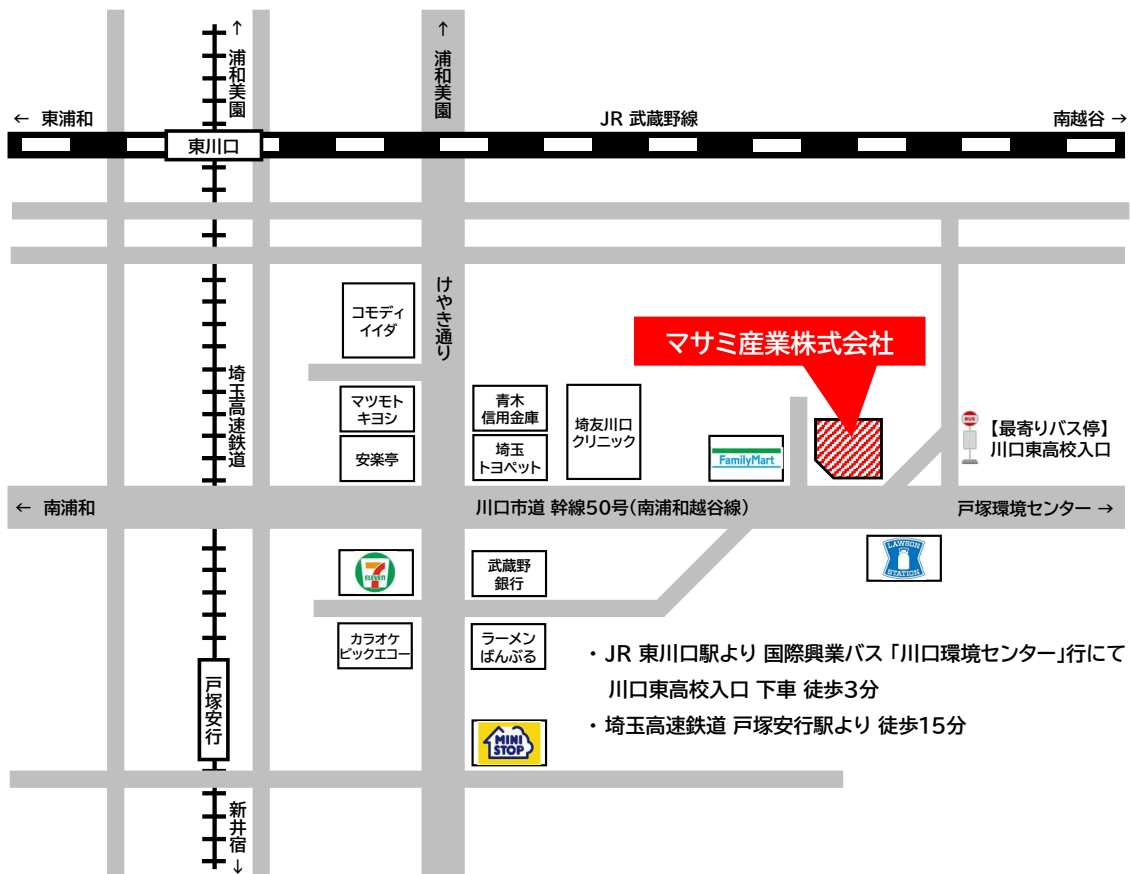 ↑ 浦和美園
↑ 浦和美園
← 東浦和
JR 武蔵野線
南越谷 →
東川口
けやき通り
コモディ
イイダ
マサミ産業株式会社
埼玉高速鉄道
マツモト
キヨシ
青木
信用金庫
埼友川口
クリニック
安楽亭
埼玉
トヨペット
FamilyMart
BUS
【最寄りバス停】
川口東高校入口
← 南浦和
川口市道 幹線50号(南浦和越谷線)
戸塚環境センター →
7
ELEVEN
武蔵野
銀行
LAWSON
STATION
カラオケ
ビックエコー
ラーメン
ばんぶる
・JR 東川口駅より 国際興業バス 「川口環境センター」行にて
川口東高校入口 下車 徒歩3分
・埼玉高速鉄道 戸塚安行駅より 徒歩15分
戸塚安行
MINI
STOP
新井宿 ↓